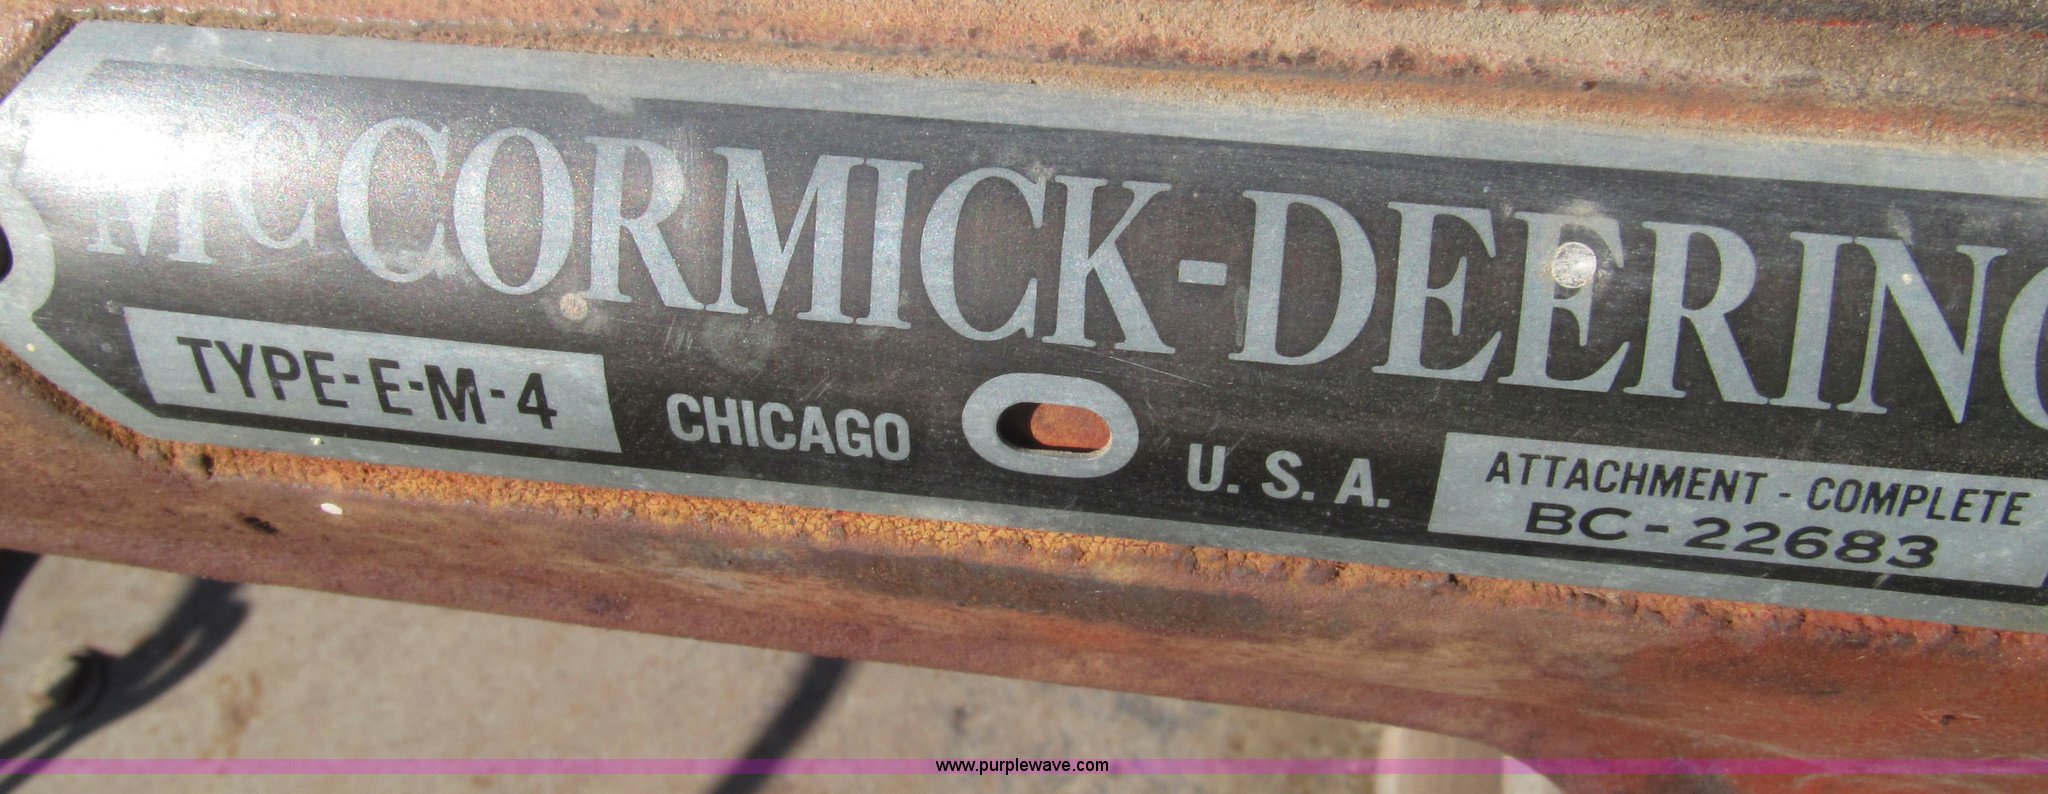 McCORMICK-DEERING
TYPE-E-M-4
CHICAGO U.S.A.
ATTACHMENT - COMPLETE
BC-22683
www.purplewave.com